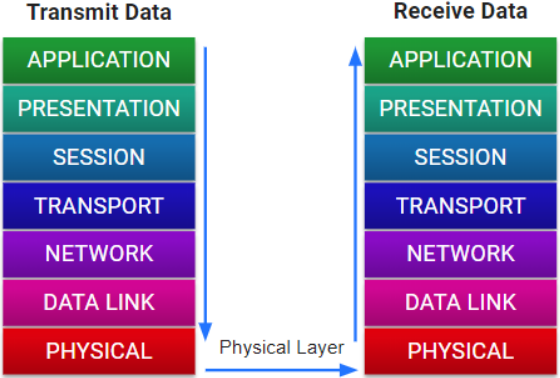 Transmit Data
APPLICATION
PRESENTATION
SESSION
TRANSPORT
NETWORK
DATA LINK
PHYSICAL
Physical Layer
Receive Data
APPLICATION
PRESENTATION
SESSION
TRANSPORT
NETWORK
DATA LINK
PHYSICAL